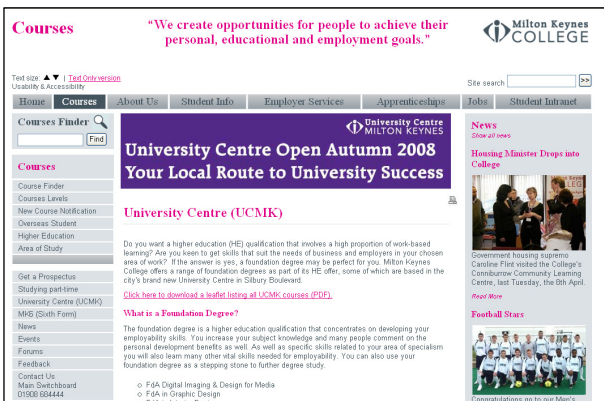 Courses
“We create opportunities for people to achieve their
personal, educational and employment goals.”
Milton Keynes
COLLEGE
Text size: ▲ ▼ | Text Only version
Usability & Accessibility
Site search >>
Home Courses About Us Student Info Employer Services Apprenticeships Jobs Student Intranet
Courses Finder
Find
Courses
Course Finder
Courses Levels
New Course Notification
Overseas Student
Higher Education
Area of Study
Get a Prospectus
Studying part-time
University Centre (UCMK)
MK6 (Sixth Form)
News
Events
Forums
Feedback
Contact Us
Main Switchboard
01908 684444
University Centre
MILTON KEYNES
University Centre Open Autumn 2008
Your Local Route to University Success
University Centre (UCMK)
Do you want a higher education (HE) qualification that involves a high proportion of work-based
learning? Are you keen to get skills that suit the needs of business and employers in your chosen
area of work? If the answer is yes, a foundation degree may be perfect for you. Milton Keynes
College offers a range of foundation degrees as part of its HE offer, some of which are based in the
city's brand new University Centre in Silbury Boulevard.
Click here to download a leaflet listing all UCMK courses (PDF).
What is a Foundation Degree?
The foundation degree is a higher education qualification that concentrates on developing your
employability skills. You increase your subject knowledge and many people comment on the
personal development benefits as well. As well as specific skills related to your area of specialism
you will also learn many other vital skills needed for employability. You can also use your
foundation degree as a stepping stone to further degree study.
FdA Digital Imaging & Design for Media
FdA in Graphic Design
News
Show all news
Housing Minister Drops into
College
Government housing supremo
Caroline Flint visited the College's
Conniburrow Community Learning
Centre, last Tuesday, the 8th April.
Read More
Football Stars
Congratulations go to our Men's